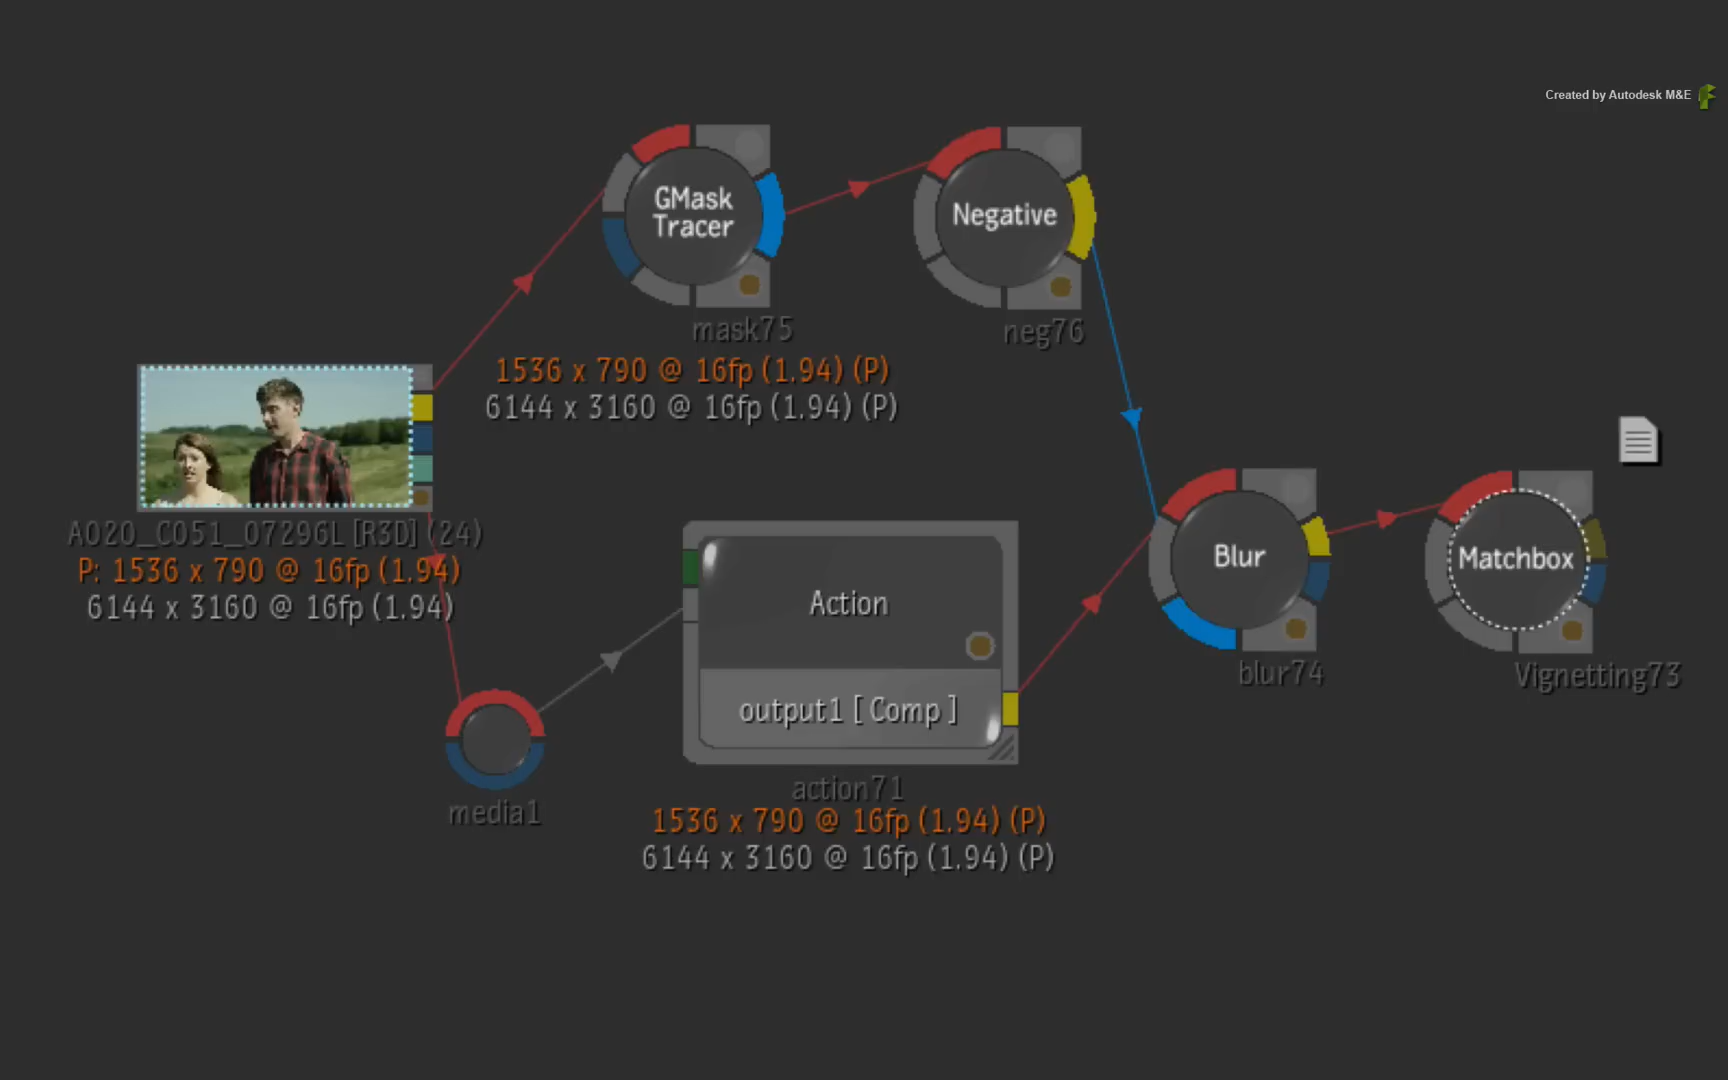 Created by Autodesk M&E
GMask
Tracer
mask75
1536 x 790 @ 16fp (1.94) (P)
6144 x 3160 @ 16fp (1.94) (P)
Negative
neg76
A020_C051_07296L [R3D] (24)
P: 1536 x 790 @ 16fp (1.94)
6144 x 3160 @ 16fp (1.94)
media1
Action
output1 [ Comp ]
action71
1536 x 790 @ 16fp (1.94) (P)
6144 x 3160 @ 16fp (1.94) (P)
Blur
blur74
Matchbox
Vignetting73